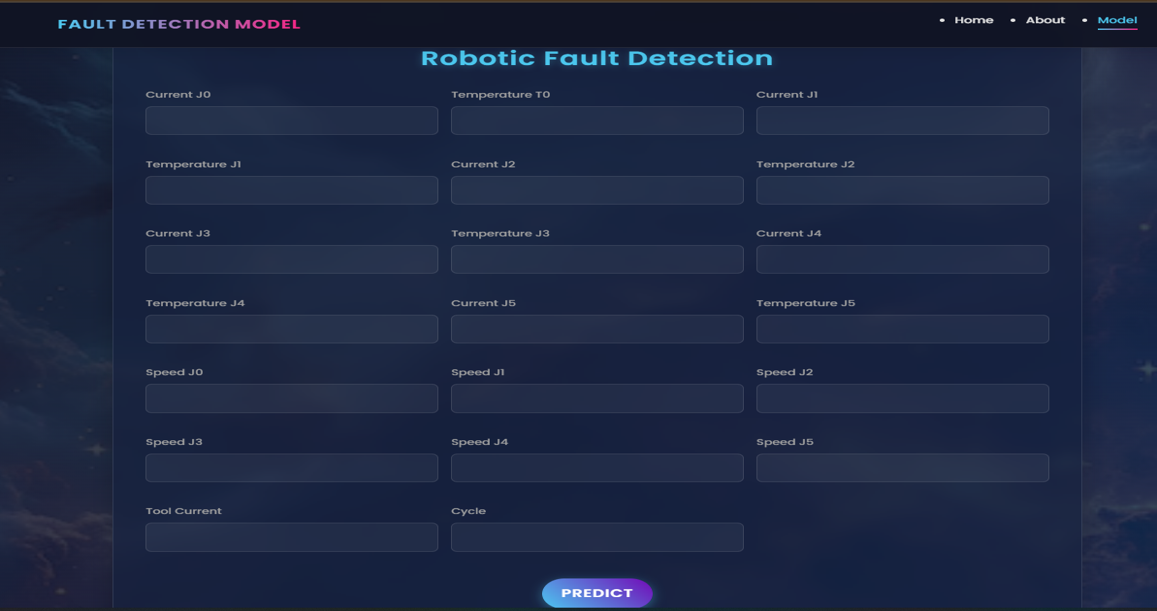 FAULT DETECTION MODEL
Home
About
Model
Robotic Fault Detection
Current J0 Temperature T0 Current J1
Temperature J1 Current J2 Temperature J2
Current J3 Temperature J3 Current J4
Temperature J4 Current J5 Temperature J5
Speed J0 Speed J1 Speed J2
Speed J3 Speed J4 Speed J5
Tool Current Cycle
PREDICT